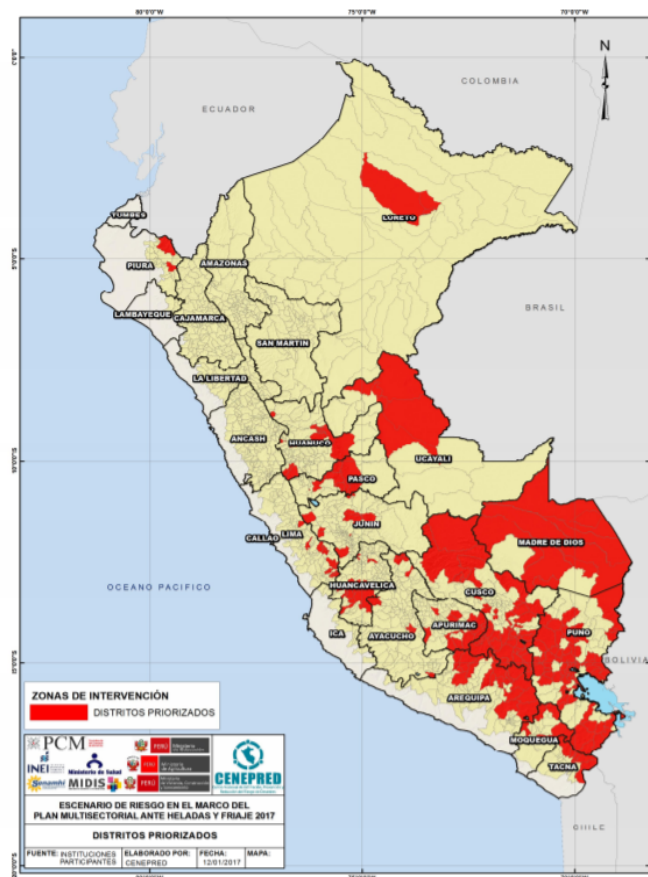 80°0'0"W
75°0'0"W
70°0'0"W
N
COLOMBIA
ECUADOR
LORETO
TUMBES
PIURA
AMAZONAS
LAMBAYEQUE
CAJAMARCA
BRASIL
SAN MARTIN
LA LIBERTAD
ANCASH
HUANUCO
UCAYALI
PASCO
JUNIN
CALLAO
LIMA
MADRE DE DIOS
OCEANO PACIFICO
HUANCAVELICA
CUSCO
ICA
AYACUCHO
APURIMAC
PUNO
BOLIVIA
AREQUIPA
MOQUEGUA
TACNA
CHILE
ZONAS DE INTERVENCIÓN
DISTRITOS PRIORIZADOS
PCM
PERÚ
INEI
Ministerio de Salud
PERÚ
Senamhi
MIDIS
PERÚ
CENEPRED
ESCENARIO DE RIESGO EN EL MARCO DEL
PLAN MULTISECTORIAL ANTE HELADAS Y FRIAJE 2017
DISTRITOS PRIORIZADOS
FUENTE: INSTITUCIONES PARTICIPANTES
ELABORADO POR: CENEPRED
FECHA: 12/01/2017
MAPA: